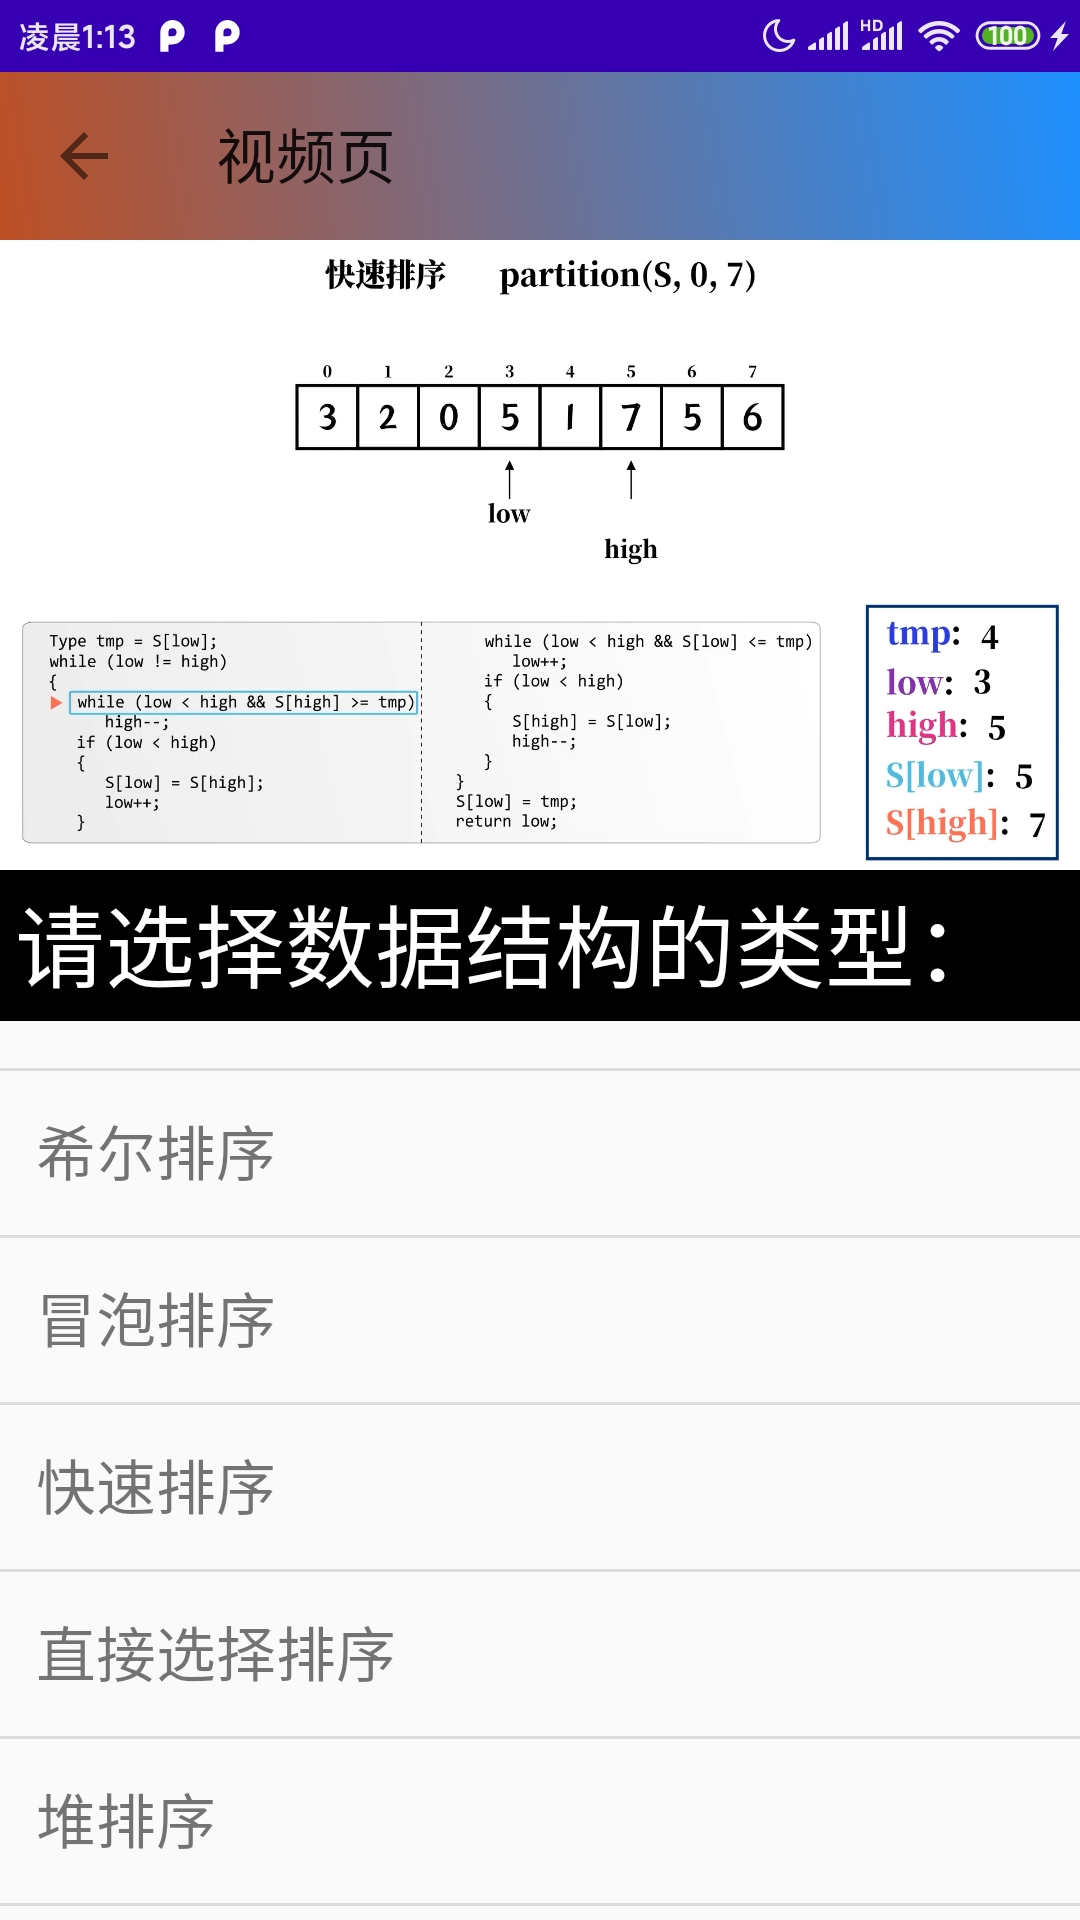 凌晨1:13
HD
100
视频页
快速排序 partition(S, 0, 7)
0 1 2 3 4 5 6 7
3 2 0 5 1 7 5 6
low
high
Type tmp = S[low];
while (low != high)
{
while (low < high && S[high] >= tmp)
high--;
if (low < high)
{
S[low] = S[high];
low++;
}
while (low < high && S[low] <= tmp)
low++;
if (low < high)
{
S[high] = S[low];
high--;
}
}
S[low] = tmp;
return low;
tmp: 4
low: 3
high: 5
S[low]: 5
S[high]: 7
请选择数据结构的类型：
希尔排序
冒泡排序
快速排序
直接选择排序
堆排序